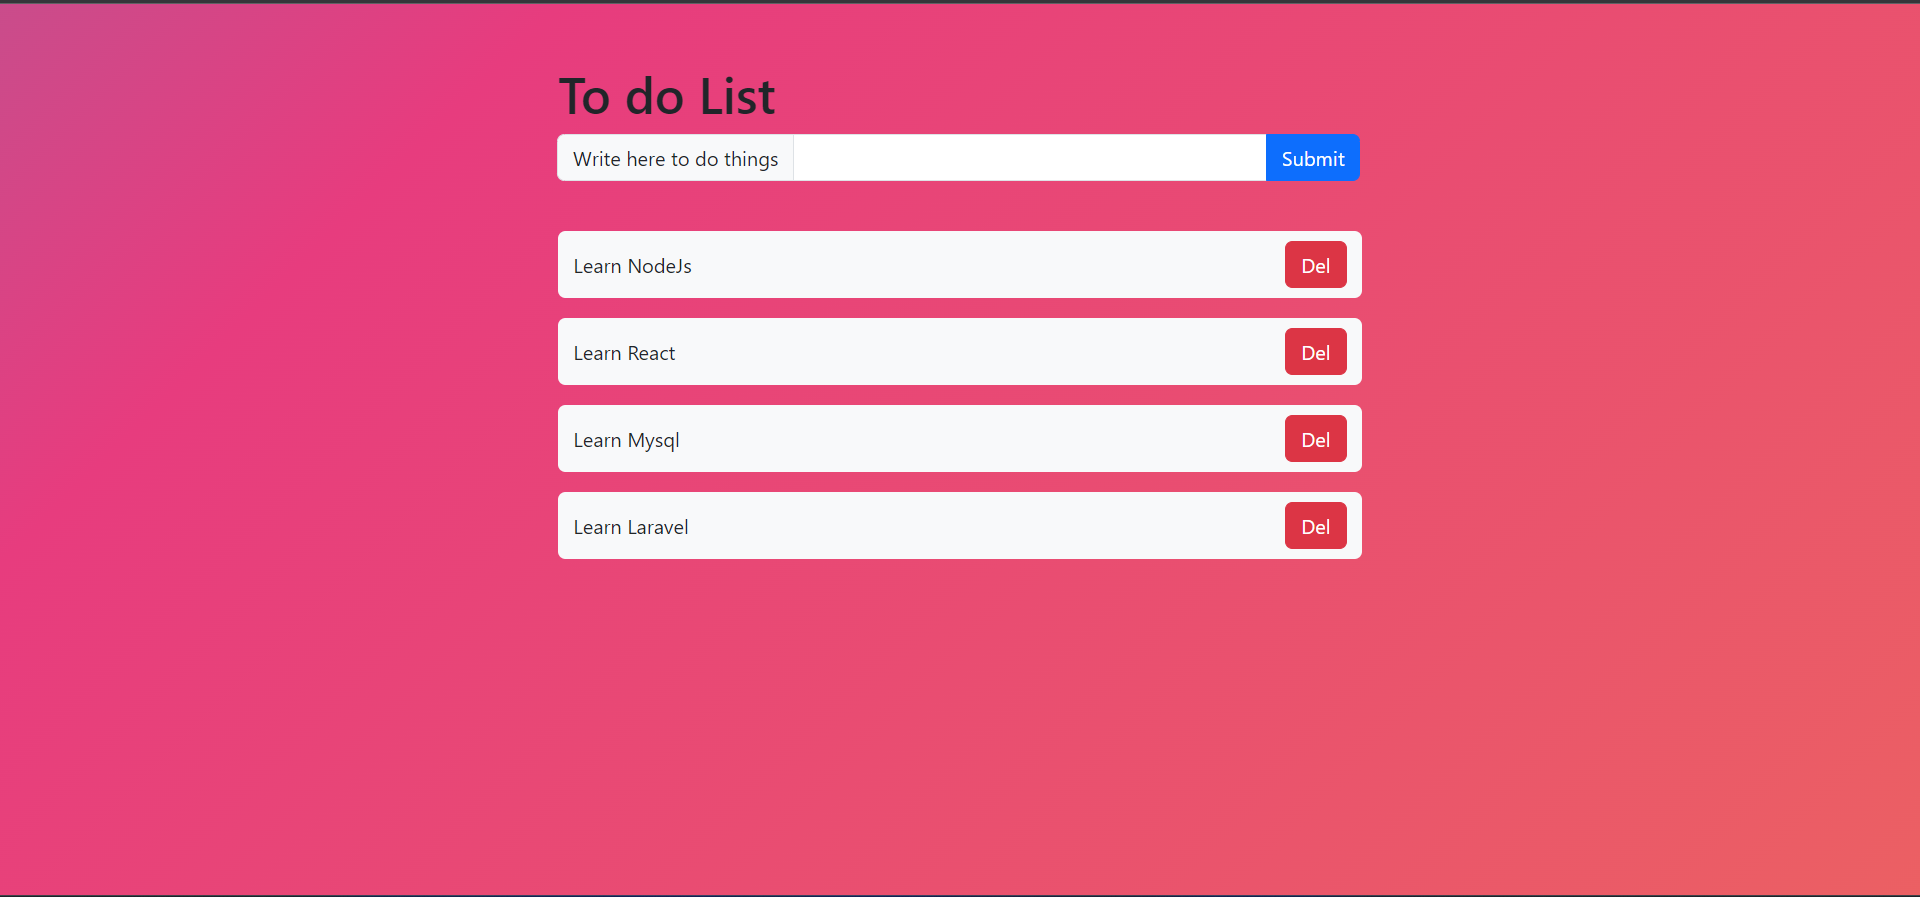 To do List
Write here to do things Submit
Learn NodeJs Del
Learn React Del
Learn Mysql Del
Learn Laravel Del